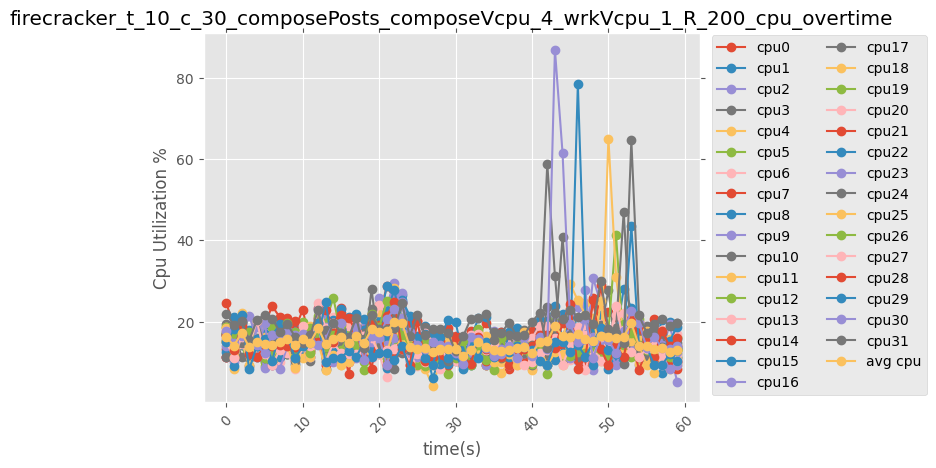 firecracker_t_10_c_30_composePosts_composeVcpu_4_wrkVcpu_1_R_200_cpu_overtime
Cpu Utilization %
80
60
40
20
0
10
20
30
40
50
60
time(s)
cpu0
cpu1
cpu2
cpu3
cpu4
cpu5
cpu6
cpu7
cpu8
cpu9
cpu10
cpu11
cpu12
cpu13
cpu14
cpu15
cpu16
cpu17
cpu18
cpu19
cpu20
cpu21
cpu22
cpu23
cpu24
cpu25
cpu26
cpu27
cpu28
cpu29
cpu30
cpu31
avg cpu